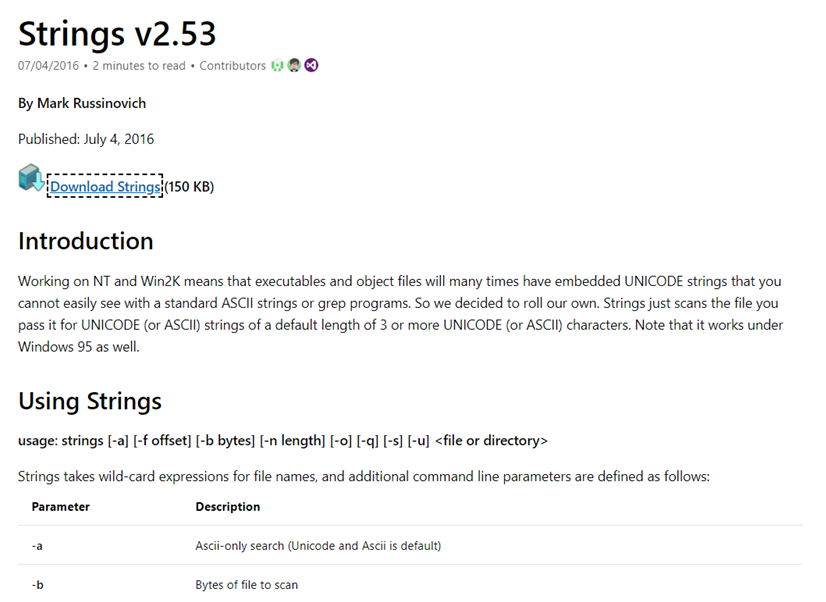 Strings v2.53
07/04/2016 • 2 minutes to read • Contributors
By Mark Russinovich
Published: July 4, 2016
Download Strings (150 KB)
Introduction
Working on NT and Win2K means that executables and object files will many times have embedded UNICODE strings that you
cannot easily see with a standard ASCII strings or grep programs. So we decided to roll our own. Strings just scans the file you
pass it for UNICODE (or ASCII) strings of a default length of 3 or more UNICODE (or ASCII) characters. Note that it works under
Windows 95 as well.
Using Strings
usage: strings [-a] [-f offset] [-b bytes] [-n length] [-o] [-q] [-s] [-u] <file or directory>
Strings takes wild-card expressions for file names, and additional command line parameters are defined as follows:
Parameter Description
-a Ascii-only search (Unicode and Ascii is default)
-b Bytes of file to scan